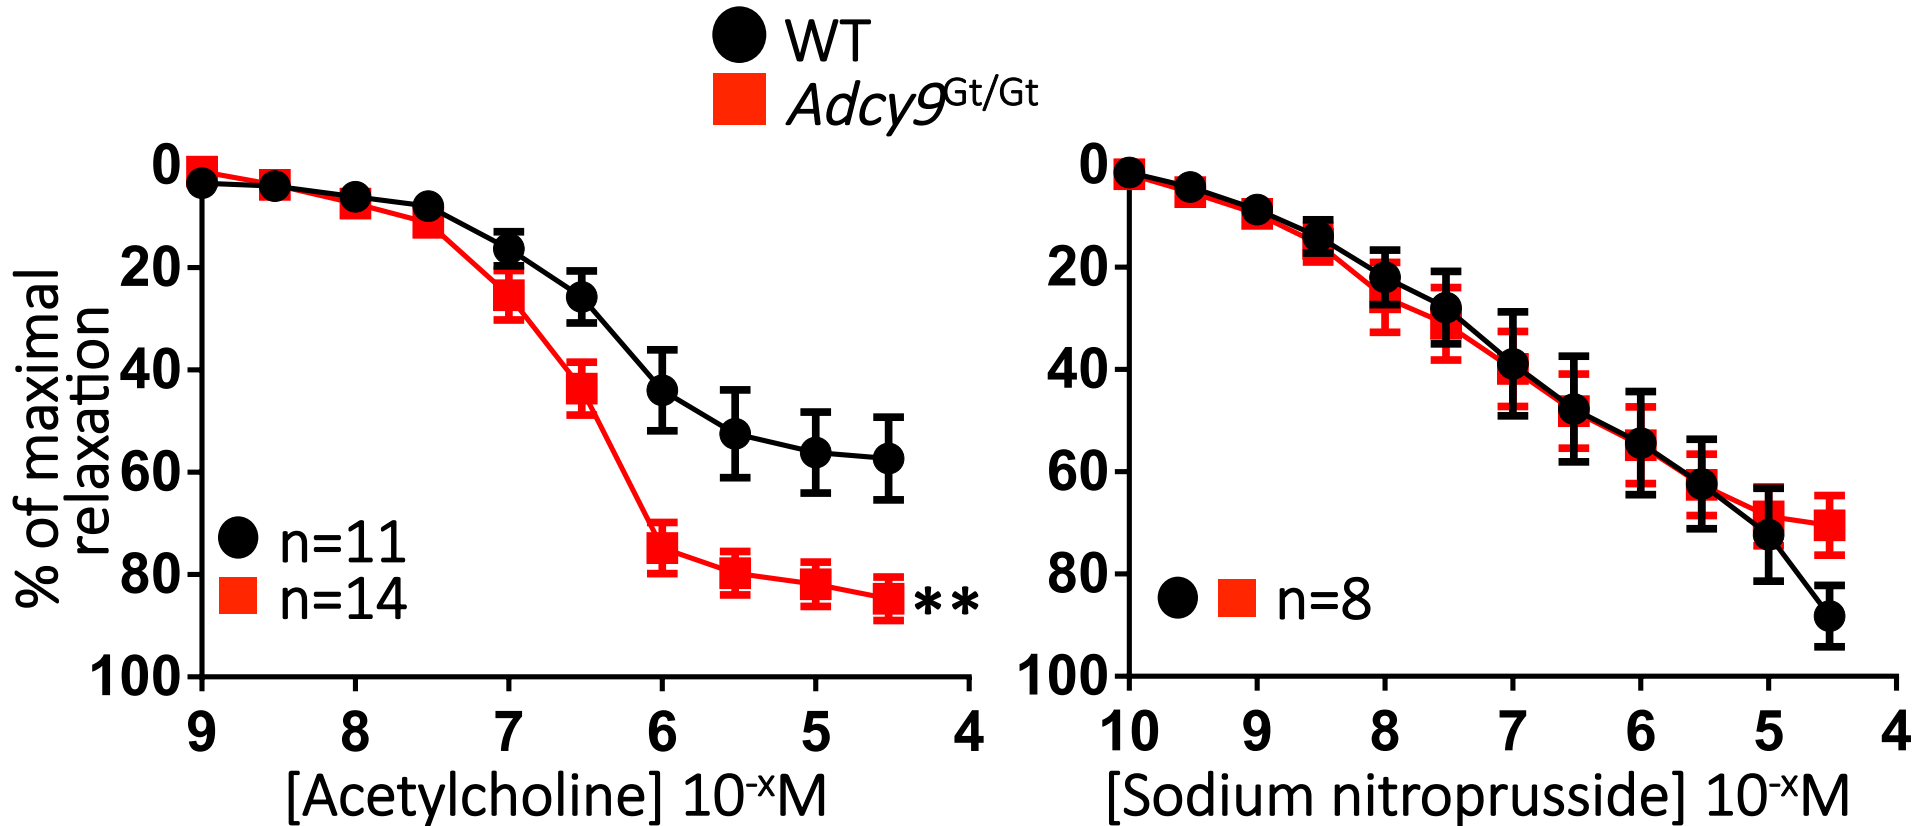 WT
Adcy9Gt/Gt
% of maximal
relaxation
0
20
40
60
80
100
n=11
n=14
**
9 8 7 6 5 4
[Acetylcholine] 10-xM
0
20
40
60
80
100
n=8
10 9 8 7 6 5 4
[Sodium nitroprusside] 10-xM